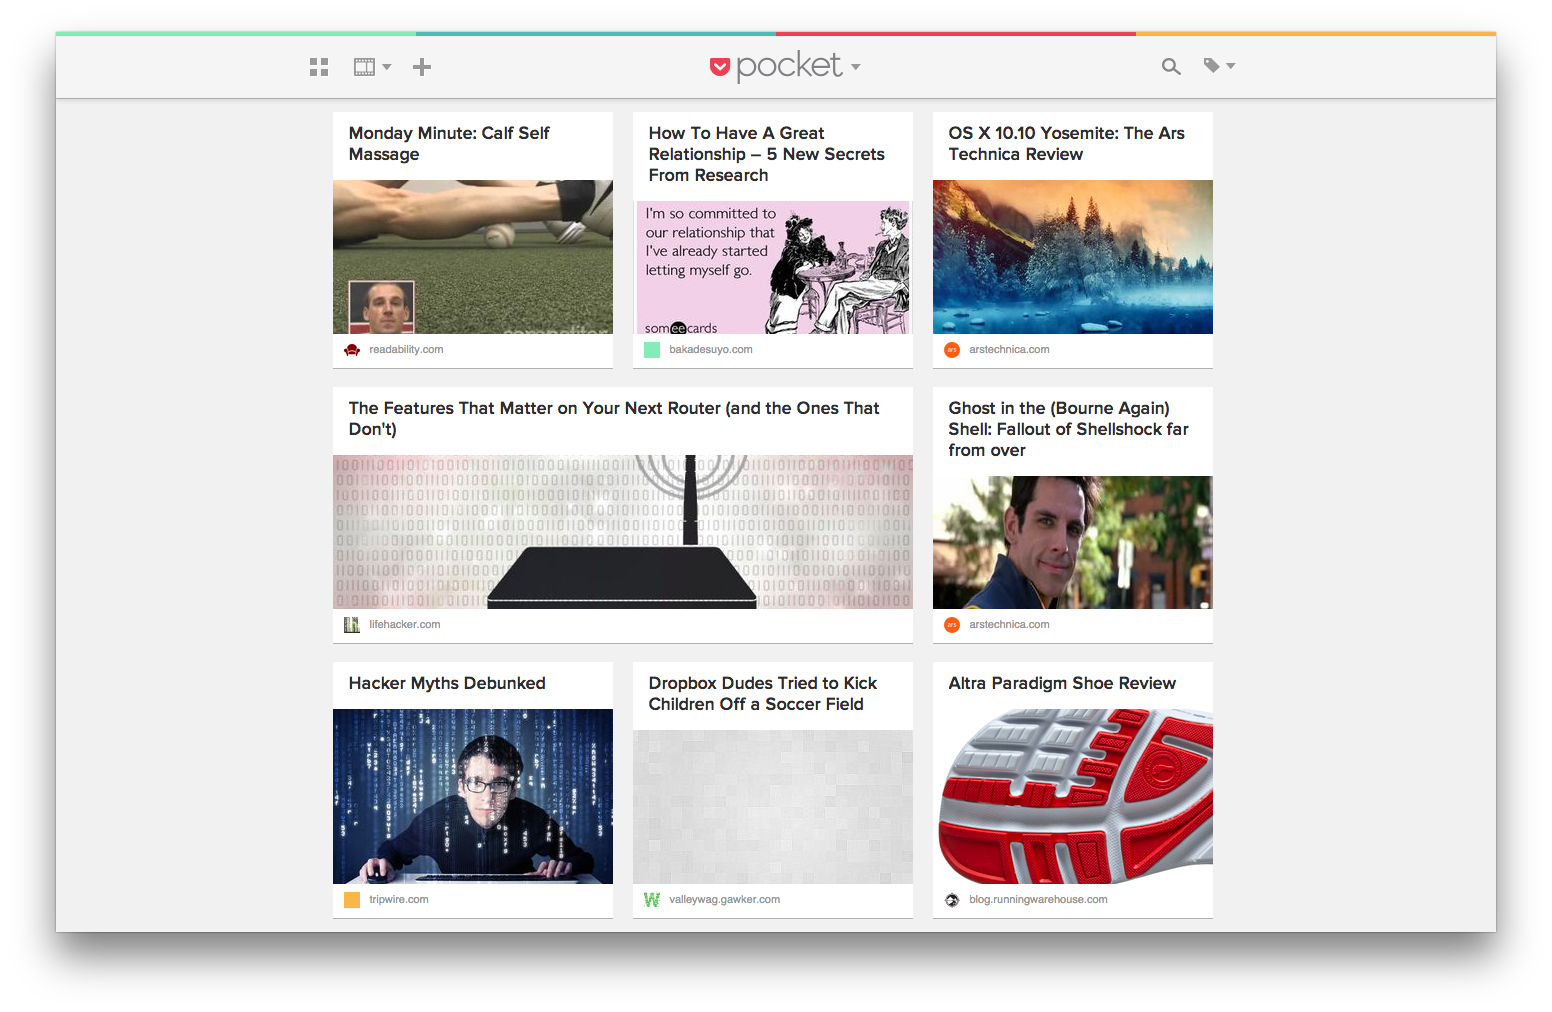 pocket
Monday Minute: Calf Self
Massage
readability.com
How To Have A Great
Relationship – 5 New Secrets
From Research
I'm so committed to
our relationship that
I've already started
letting myself go.
someecards
bakadesuyo.com
OS X 10.10 Yosemite: The Ars
Technica Review
ars
arstechnica.com
The Features That Matter on Your Next Router (and the Ones That
Don't)
lifehacker.com
Ghost in the (Bourne Again)
Shell: Fallout of Shellshock far
from over
ars
arstechnica.com
Hacker Myths Debunked
tripwire.com
Dropbox Dudes Tried to Kick
Children Off a Soccer Field
W
valleywag.gawker.com
Altra Paradigm Shoe Review
blog.runningwarehouse.com